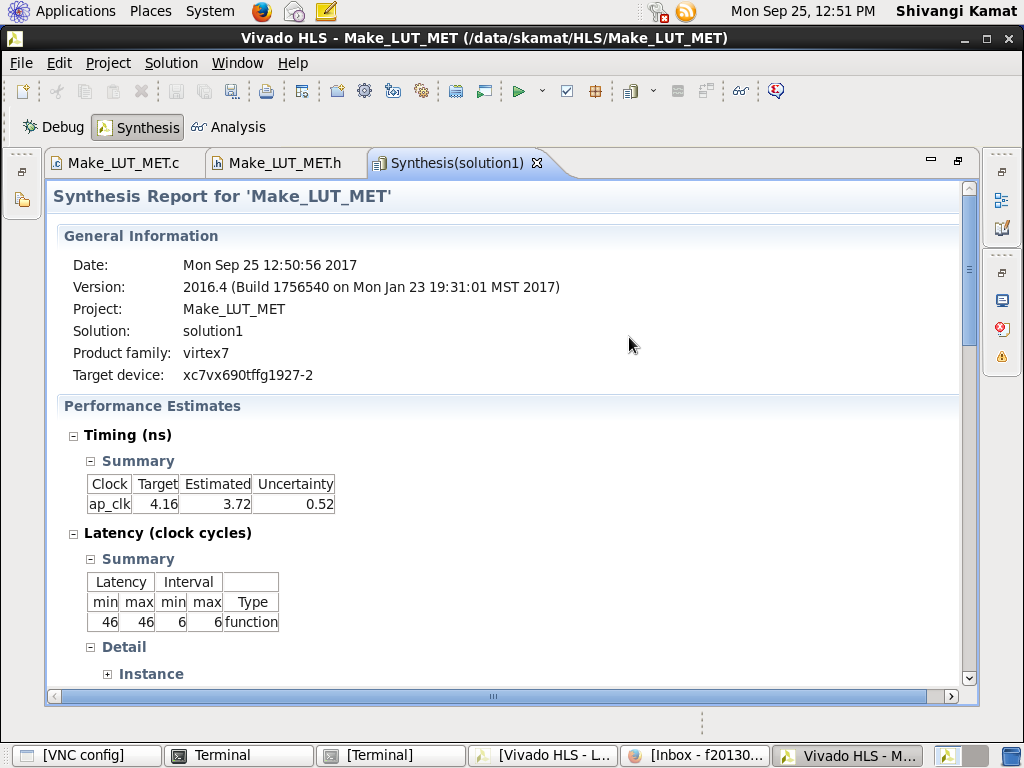 Applications Places System Mon Sep 25, 12:51 PM Shivangi Kamat
Vivado HLS - Make_LUT_MET (/data/skamat/HLS/Make_LUT_MET)
File Edit Project Solution Window Help
Debug Synthesis Analysis
Make_LUT_MET.c Make_LUT_MET.h Synthesis(solution1)
Synthesis Report for 'Make_LUT_MET'
General Information
Date: Mon Sep 25 12:50:56 2017
Version: 2016.4 (Build 1756540 on Mon Jan 23 19:31:01 MST 2017)
Project: Make_LUT_MET
Solution: solution1
Product family: virtex7
Target device: xc7vx690tffg1927-2
Performance Estimates
Timing (ns)
Summary
Clock Target Estimated Uncertainty
ap_clk 4.16 3.72 0.52
Latency (clock cycles)
Summary
Latency Interval
min max min max Type
46 46 6 6 function
Detail
Instance
[VNC config] Terminal [Terminal] [Vivado HLS - L... [Inbox - f20130... Vivado HLS - M...